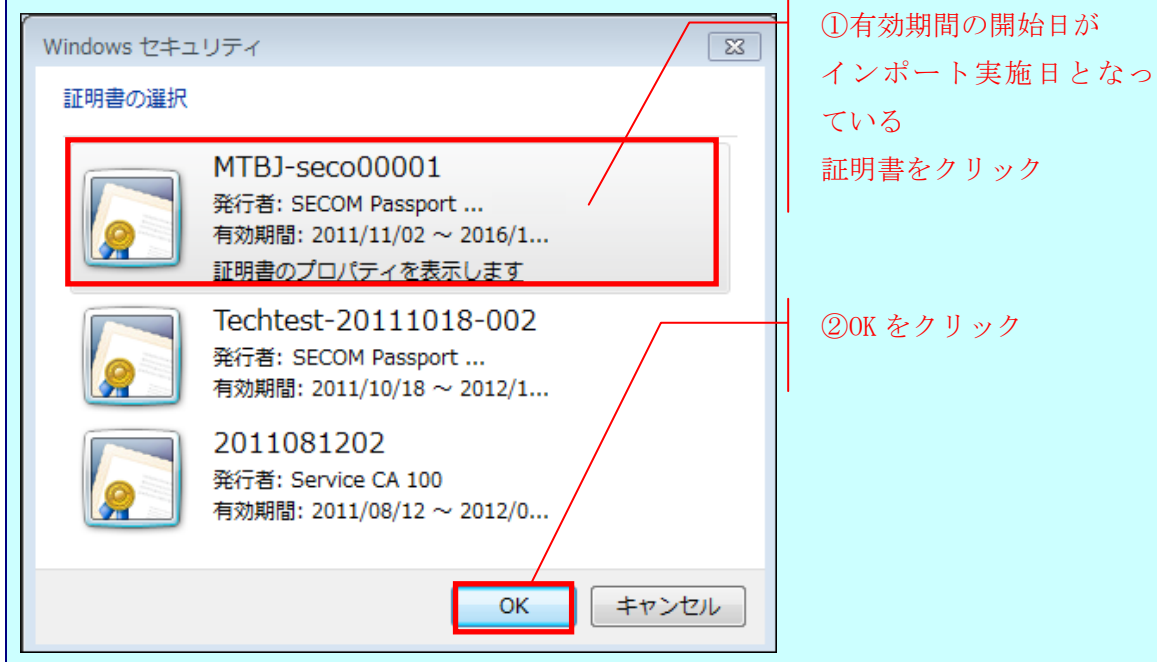 Windows セキュリティ
証明書の選択
MTBJ-seco00001
発行者: SECOM Passport ...
有効期間: 2011/11/02 ～ 2016/1...
証明書のプロパティを表示します
Techtest-20111018-002
発行者: SECOM Passport ...
有効期間: 2011/10/18 ～ 2012/1...
2011081202
発行者: Service CA 100
有効期間: 2011/08/12 ～ 2012/0...
OK
キャンセル
①有効期間の開始日が
インポート実施日となっ
ている
証明書をクリック
②OK をクリック